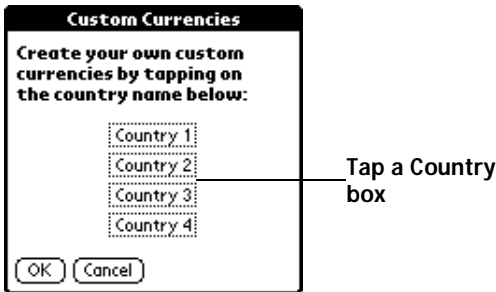 Custom Currencies
Create your own custom
currencies by tapping on
the country name below:
Country 1
Country 2
Country 3
Country 4
Tap a Country
box
OK Cancel